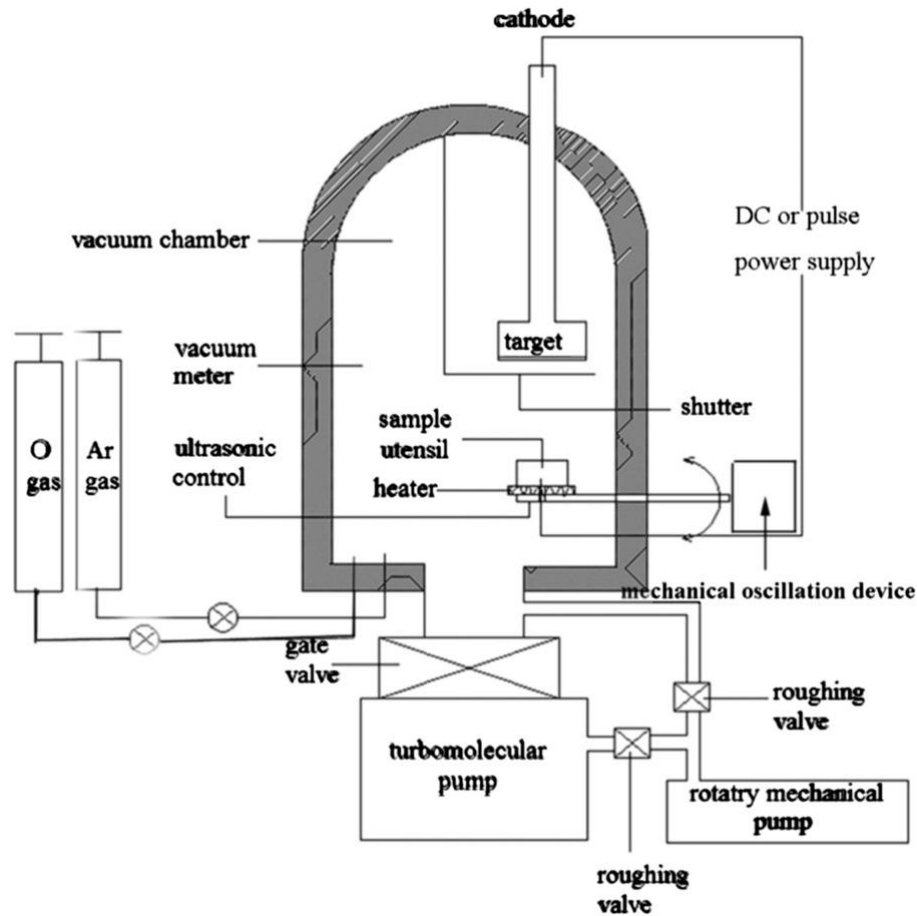 cathode
DC or pulse
power supply
vacuum chamber
vacuum
meter
target
shutter
sample
utensil
O
gas
Ar
gas
ultrasonic
control
heater
mechanical oscillation device
gate
valve
roughing
valve
turbomolecular
pump
rotatry mechanical
pump
roughing
valve